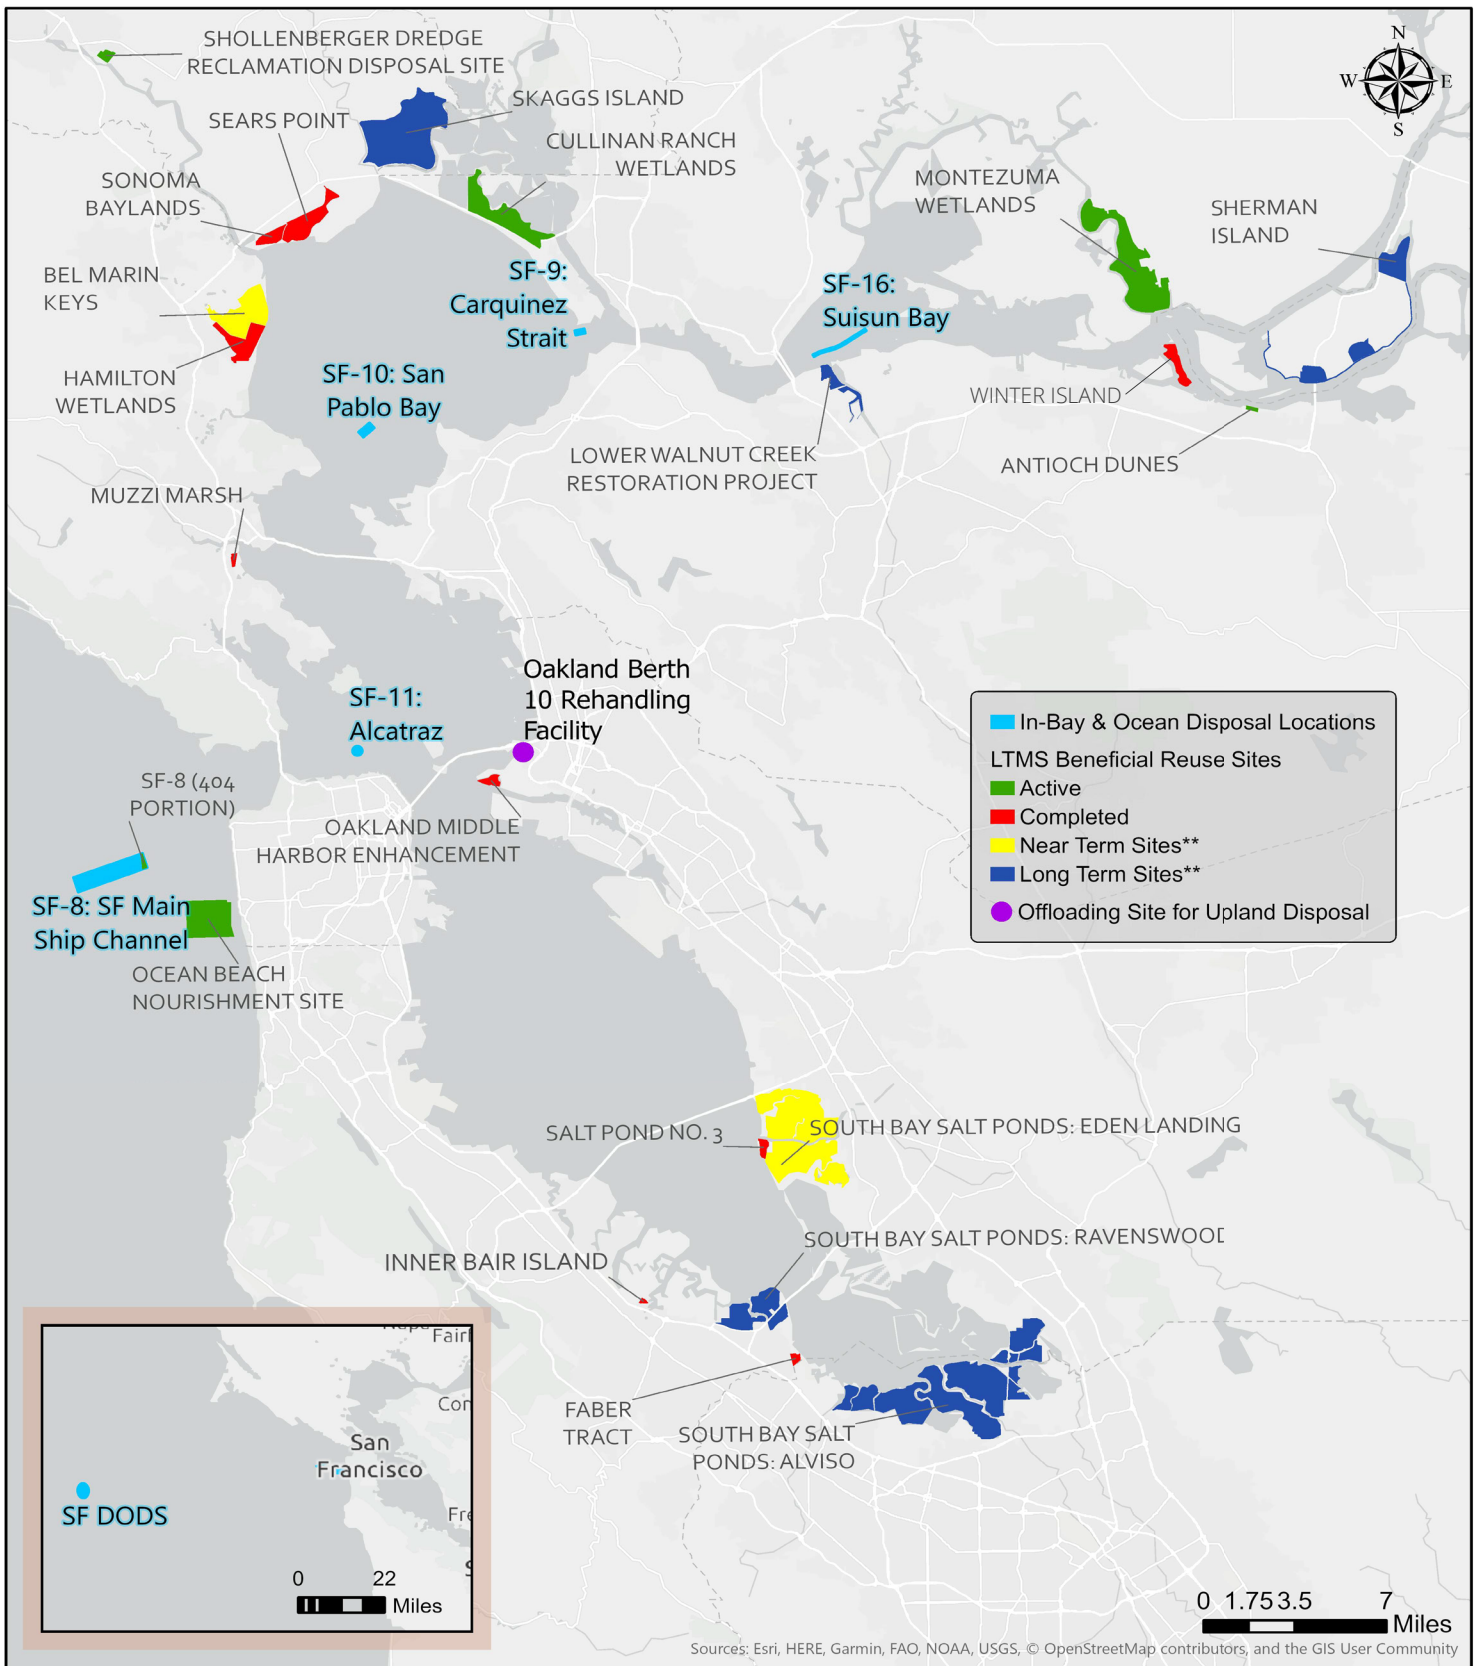 SHOLLENBERGER DREDGE
RECLAMATION DISPOSAL SITE
N
W
E
S
SKAGGS ISLAND
SEARS POINT
CULLINAN RANCH
WETLANDS
SONOMA
BAYLANDS
MONTEZUMA
WETLANDS
SHERMAN
ISLAND
BEL MARIN
KEYS
SF-9:
Carquinez
Strait
SF-16:
Suisun Bay
HAMILTON
WETLANDS
SF-10: San
Pablo Bay
WINTER ISLAND
LOWER WALNUT CREEK
RESTORATION PROJECT
ANTIOCH DUNES
MUZZI MARSH
Oakland Berth
10 Rehandling
Facility
SF-11:
Alcatraz
In-Bay & Ocean Disposal Locations
LTMS Beneficial Reuse Sites
Active
Completed
Near Term Sites**
Long Term Sites**
Offloading Site for Upland Disposal
SF-8 (404
PORTION)
OAKLAND MIDDLE
HARBOR ENHANCEMENT
SF-8: SF Main
Ship Channel
OCEAN BEACH
NOURISHMENT SITE
SALT POND NO. 3
SOUTH BAY SALT PONDS: EDEN LANDING
SOUTH BAY SALT PONDS: RAVENSWOOD
INNER BAIR ISLAND
FABER
TRACT
SOUTH BAY SALT
PONDS: ALVISO
Fairf
Con
San
Francisco
Fre
SF DODS
0 22
Miles
0 1.75 3.5 7
Miles
Sources: Esri, HERE, Garmin, FAO, NOAA, USGS, © OpenStreetMap contributors, and the GIS User Community